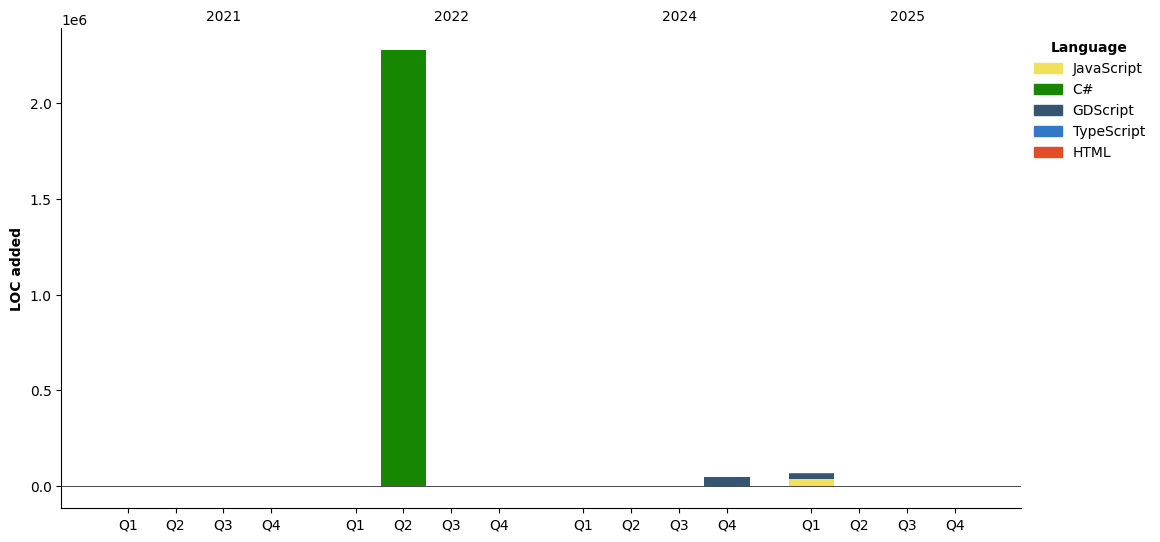 2021 2022 2024 2025
1e6
Language
JavaScript
C#
GDScript
TypeScript
HTML
LOC added
2.0
1.5
1.0
0.5
0.0
Q1 Q2 Q3 Q4 Q1 Q2 Q3 Q4 Q1 Q2 Q3 Q4 Q1 Q2 Q3 Q4